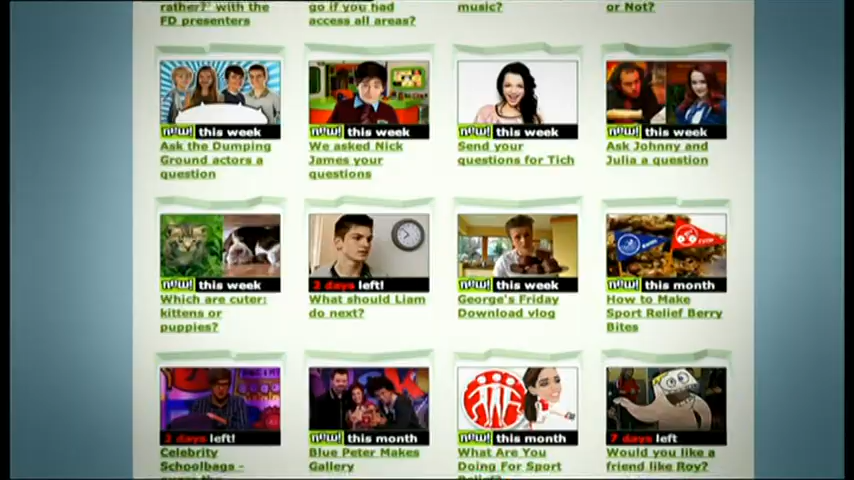 rather?" with the
FD presenters
go if you had
access all areas?
music?
or Not?
new! this week
Ask the Dumping
Ground actors a
question
new! this week
We asked Nick
James your
questions
new! this week
Send your
questions for Tich
new! this week
Ask Johnny and
Julia a question
new! this week
Which are cuter:
kittens or
puppies?
2 days left!
What should Liam
do next?
new! this week
George's Friday
Download vlog
new! this month
How to Make
Sport Relief Berry
Bites
2 days left!
Celebrity
Schoolbags -
new! this month
Blue Peter Makes
Gallery
new! this month
What Are You
Doing For Sport
Relief?
7 days left
Would you like a
friend like Roy?